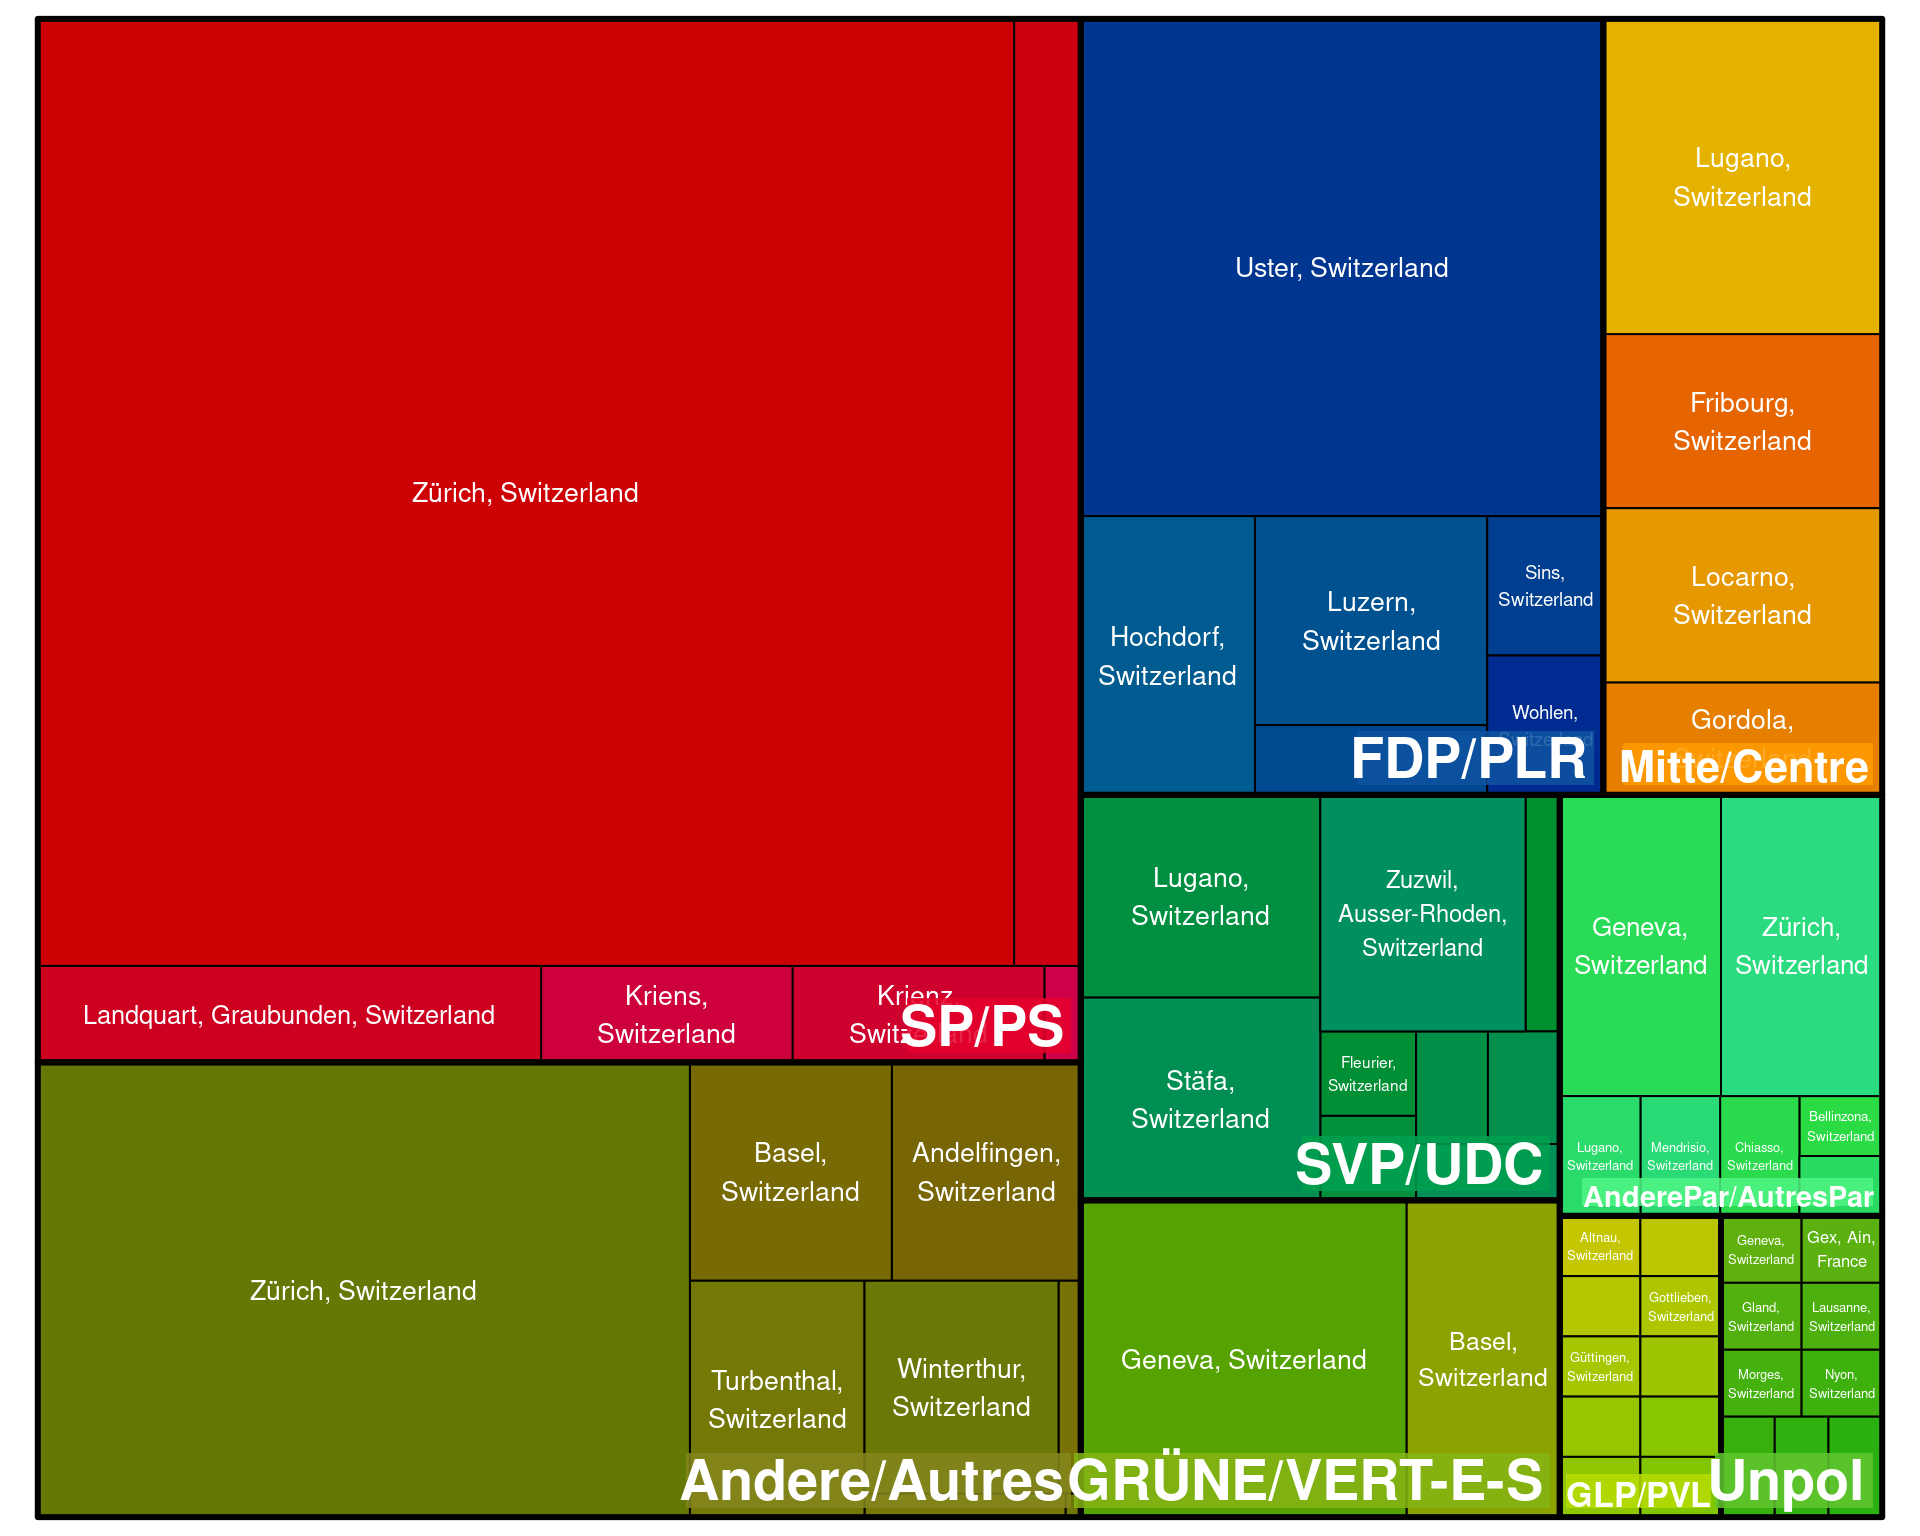 Zürich, Switzerland
Landquart, Graubunden, Switzerland
Kriens,
Switzerland
Krienz,
Switzerland
SP/PS
Uster, Switzerland
Hochdorf,
Switzerland
Luzern,
Switzerland
Sins,
Switzerland
Wohlen,
Switzerland
FDP/PLR
Lugano,
Switzerland
Fribourg,
Switzerland
Locarno,
Switzerland
Gordola,
Switzerland
Mitte/Centre
Zürich, Switzerland
Basel,
Switzerland
Andelfingen,
Switzerland
Turbenthal,
Switzerland
Winterthur,
Switzerland
Andere/Autres
Lugano,
Switzerland
Zuzwil,
Ausser-Rhoden,
Switzerland
Stäfa,
Switzerland
Fleurier,
Switzerland
SVP/UDC
Geneva, Switzerland
Basel,
Switzerland
GRÜNE/VERT-E-S
Geneva,
Switzerland
Zürich,
Switzerland
Lugano,
Switzerland
Mendrisio,
Switzerland
Chiasso,
Switzerland
Bellinzona,
Switzerland
AnderePar/AutresPar
Altnau,
Switzerland
Gottlieben,
Switzerland
Güttingen,
Switzerland
GLP/PVL
Geneva,
Switzerland
Gex, Ain,
France
Gland,
Switzerland
Lausanne,
Switzerland
Morges,
Switzerland
Nyon,
Switzerland
Unpol